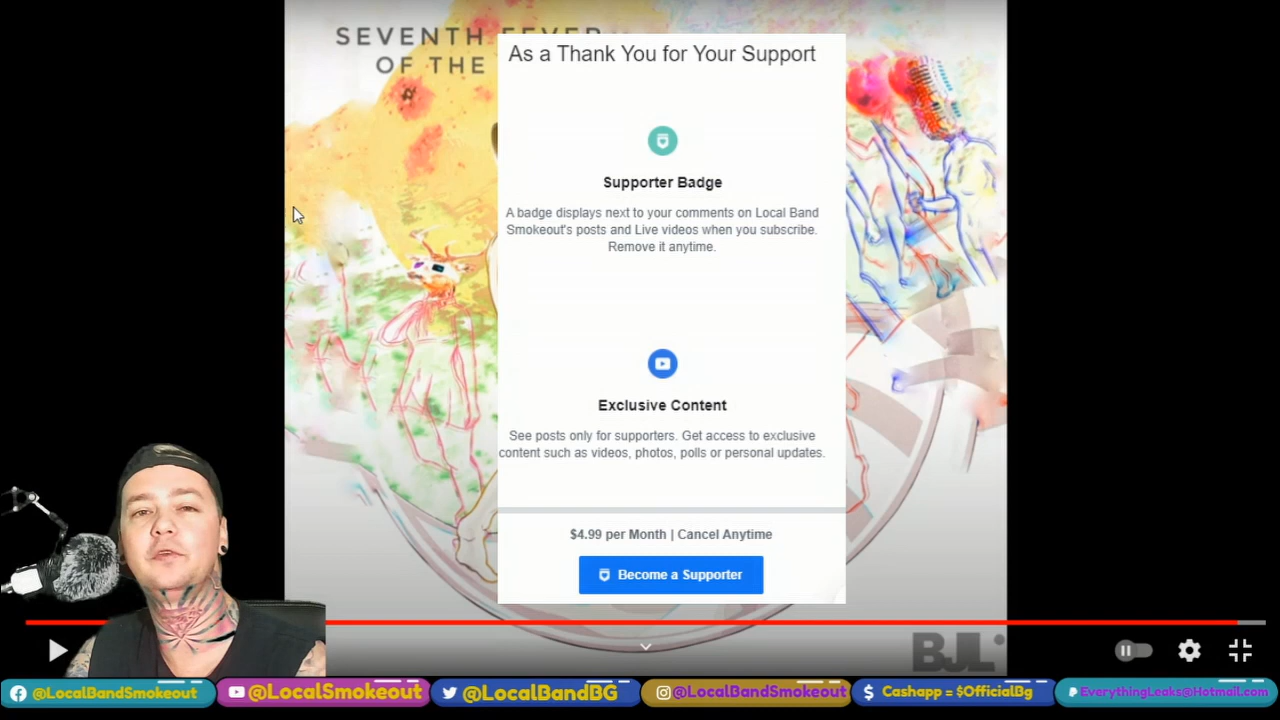 SEVENTH FEVER
OF THE
As a Thank You for Your Support
Supporter Badge
A badge displays next to your comments on Local Band
Smokeout's posts and Live videos when you subscribe.
Remove it anytime.
Exclusive Content
See posts only for supporters. Get access to exclusive
content such as videos, photos, polls or personal updates.
$4.99 per Month | Cancel Anytime
Become a Supporter
BJL
@LocalBandSmokeout
@LocalSmokeout
@LocalBandBG
@LocalBandSmokeout
Cashapp = $OfficialBg
EverythingLeaks@Hotmail.com